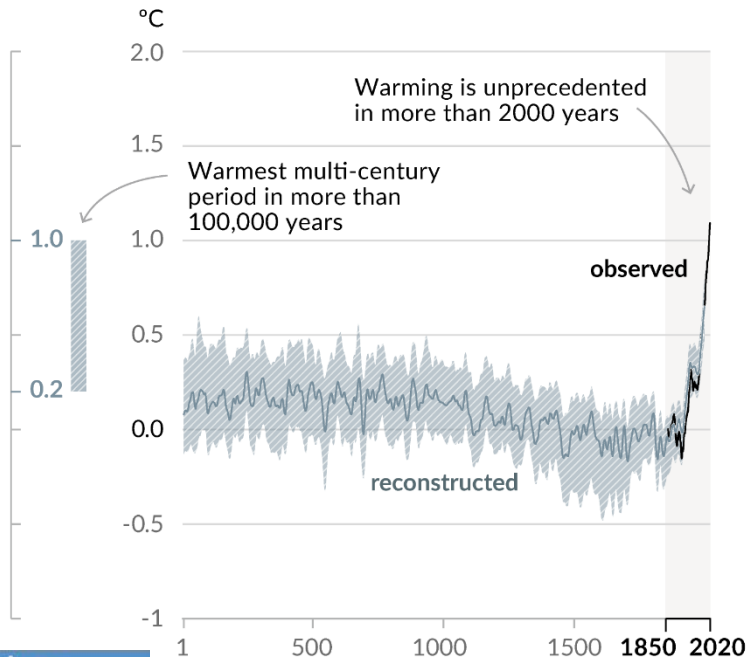 °C
2.0
1.5
1.0
0.5
0.0
-0.5
-1
Warming is unprecedented
in more than 2000 years
Warmest multi-century
period in more than
100,000 years
1.0
0.2
observed
reconstructed
1
500
1000
1500
1850
2020